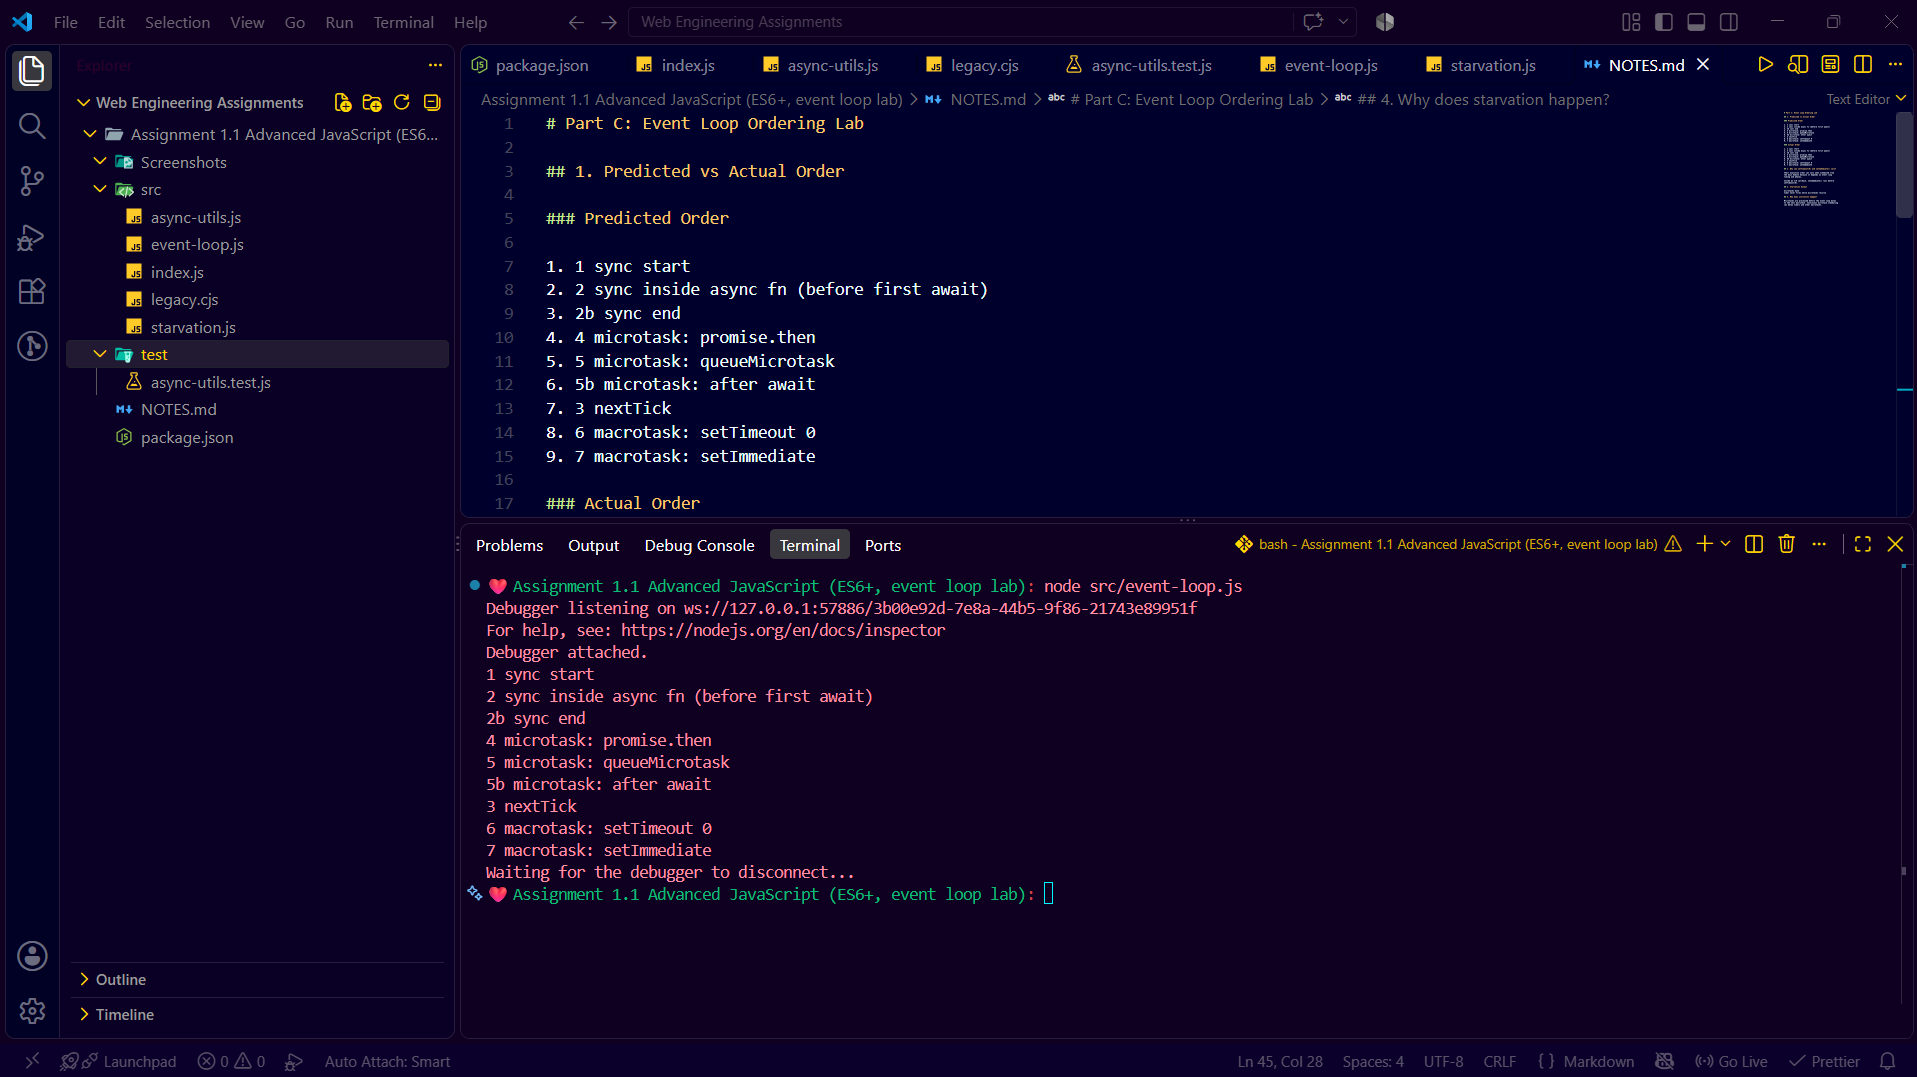 File Edit Selection View Go Run Terminal Help
Web Engineering Assignments
Explorer
Web Engineering Assignments
Assignment 1.1 Advanced JavaScript (ES6...
Screenshots
src
async-utils.js
event-loop.js
index.js
legacy.cjs
starvation.js
test
async-utils.test.js
NOTES.md
package.json
Outline
Timeline
package.json index.js async-utils.js legacy.cjs async-utils.test.js event-loop.js starvation.js NOTES.md
Assignment 1.1 Advanced JavaScript (ES6+, event loop lab) > NOTES.md > # Part C: Event Loop Ordering Lab > ## 4. Why does starvation happen? Text Editor
1 # Part C: Event Loop Ordering Lab
2
3 ## 1. Predicted vs Actual Order
4
5 ### Predicted Order
6
7 1. 1 sync start
8 2. 2 sync inside async fn (before first await)
9 3. 2b sync end
10 4. 4 microtask: promise.then
11 5. 5 microtask: queueMicrotask
12 6. 5b microtask: after await
13 7. 3 nextTick
14 8. 6 macrotask: setTimeout 0
15 9. 7 macrotask: setImmediate
16
17 ### Actual Order
Problems Output Debug Console Terminal Ports
bash - Assignment 1.1 Advanced JavaScript (ES6+, event loop lab)
Assignment 1.1 Advanced JavaScript (ES6+, event loop lab): node src/event-loop.js
Debugger listening on ws://127.0.0.1:57886/3b00e92d-7e8a-44b5-9f86-21743e89951f
For help, see: https://nodejs.org/en/docs/inspector
Debugger attached.
1 sync start
2 sync inside async fn (before first await)
2b sync end
4 microtask: promise.then
5 microtask: queueMicrotask
5b microtask: after await
3 nextTick
6 macrotask: setTimeout 0
7 macrotask: setImmediate
Waiting for the debugger to disconnect...
Assignment 1.1 Advanced JavaScript (ES6+, event loop lab):
Launchpad 0 0 Auto Attach: Smart Ln 45, Col 28 Spaces: 4 UTF-8 CRLF {} Markdown Go Live Prettier